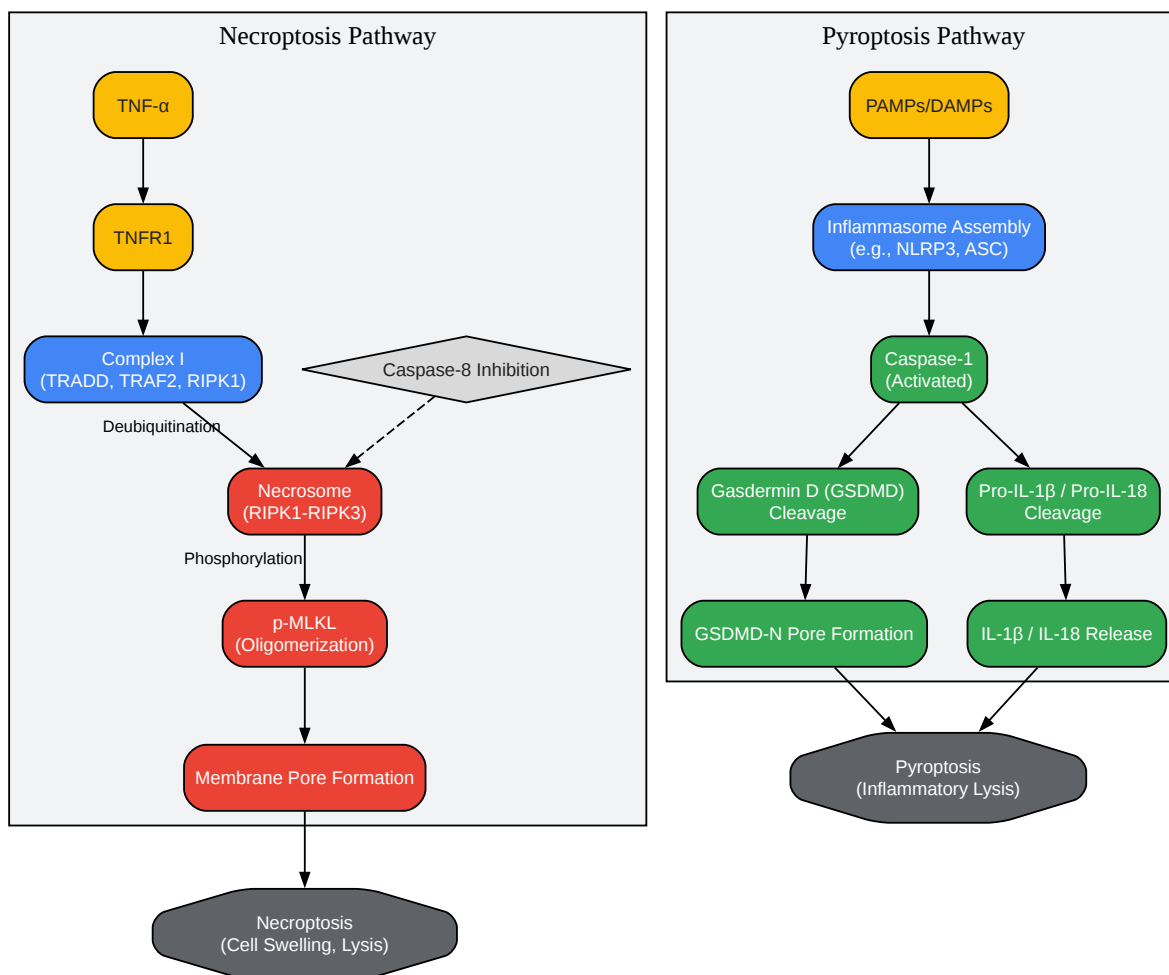 Necroptosis Pathway
TNF-α
TNFR1
Complex I
(TRADD, TRAF2, RIPK1)
Caspase-8 Inhibition
Deubiquitination
Necrosome
(RIPK1-RIPK3)
Phosphorylation
p-MLKL
(Oligomerization)
Membrane Pore Formation
Necroptosis
(Cell Swelling, Lysis)
Pyroptosis Pathway
PAMPs/DAMPs
Inflammasome Assembly
(e.g., NLRP3, ASC)
Caspase-1
(Activated)
Gasdermin D (GSDMD)
Cleavage
Pro-IL-1β / Pro-IL-18
Cleavage
GSDMD-N Pore Formation
IL-1β / IL-18 Release
Pyroptosis
(Inflammatory Lysis)